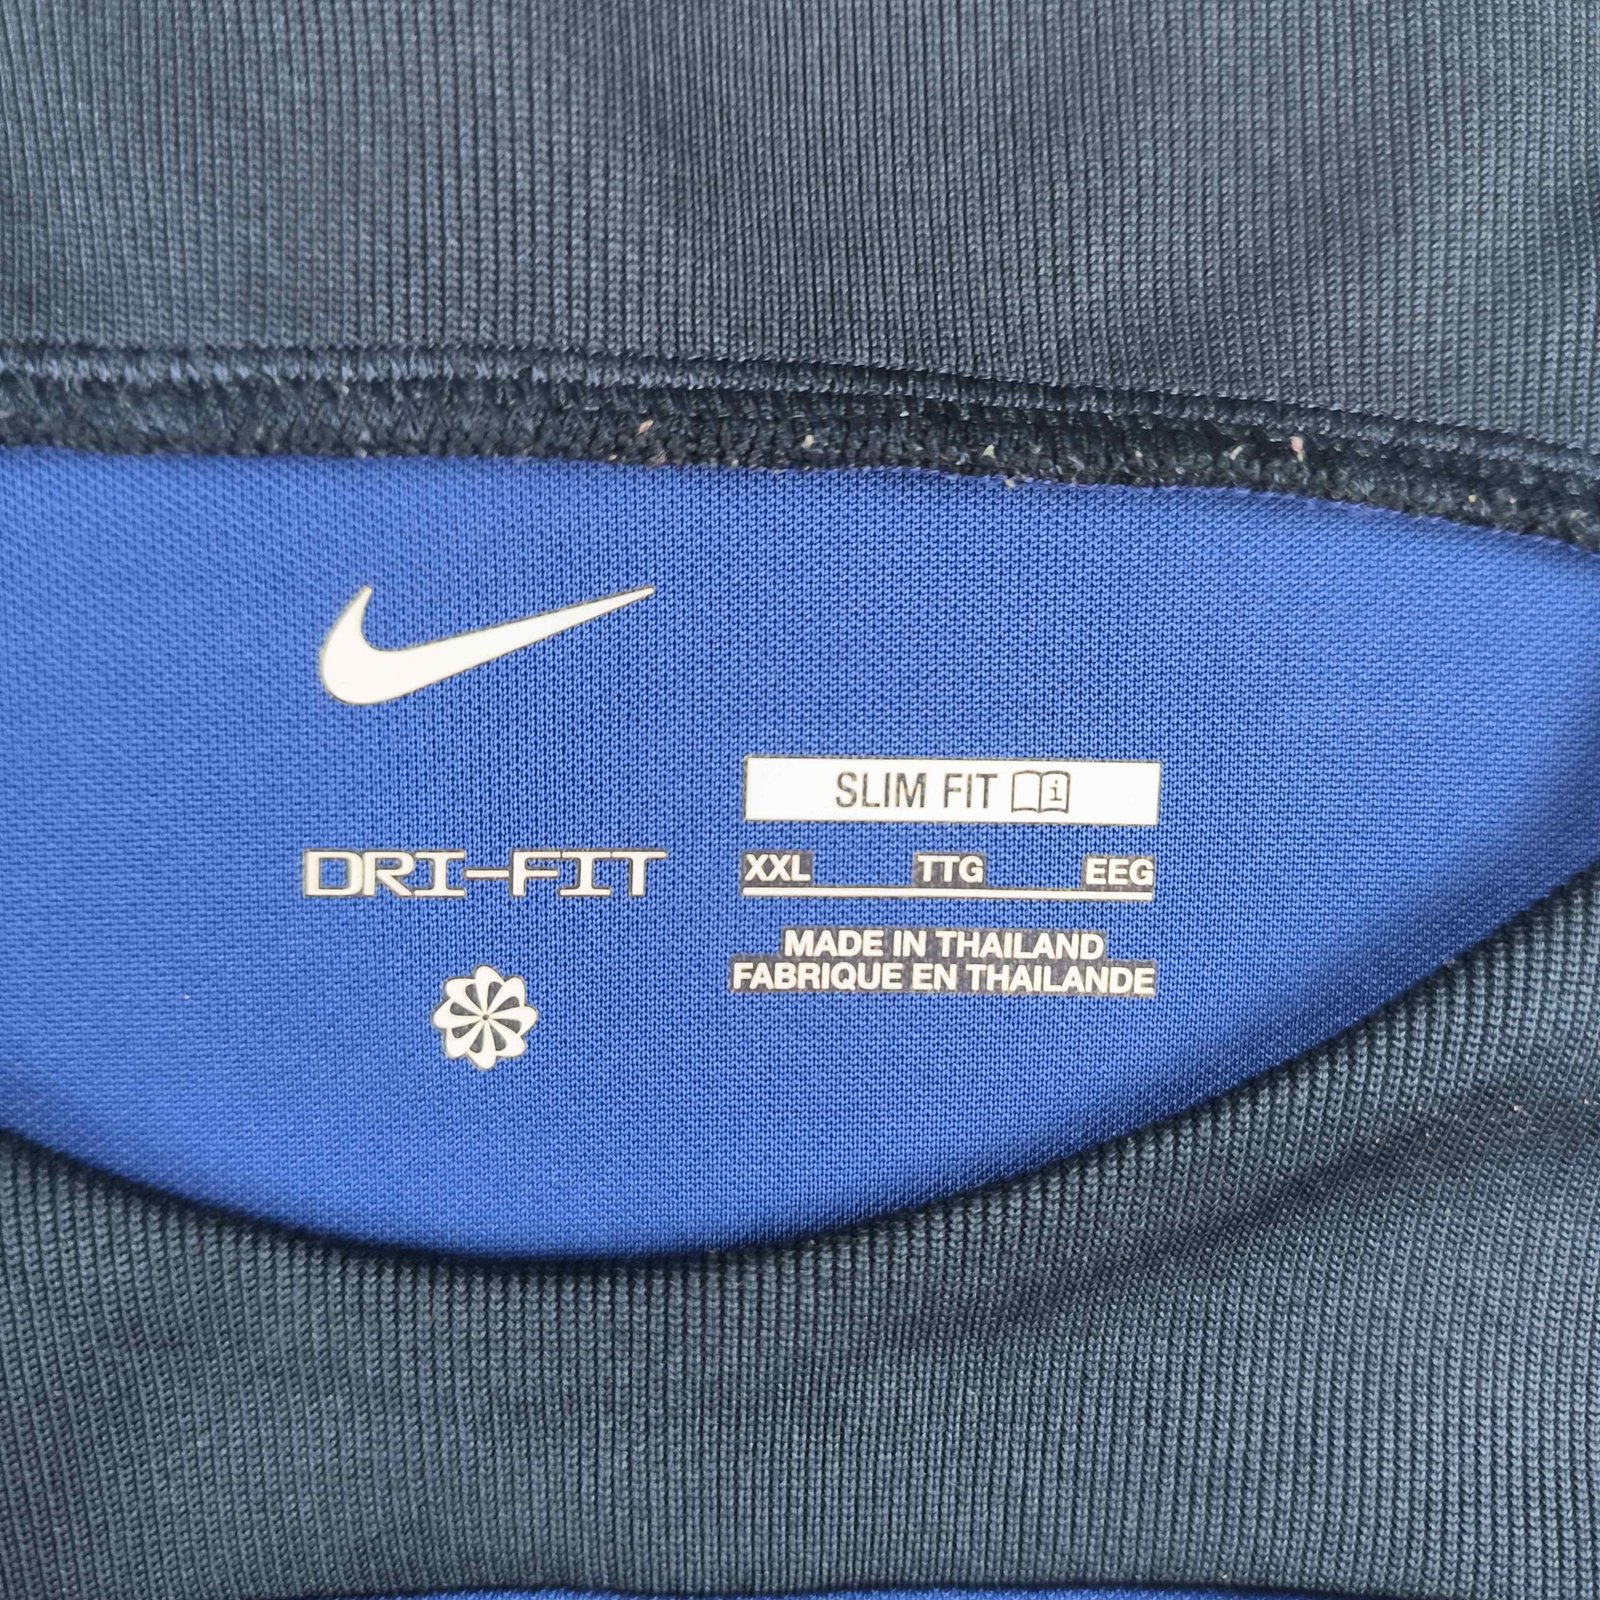 DRI-FIT
SLIM FIT
XXL TTG EEG
MADE IN THAILAND
FABRIQUE EN THAILANDE